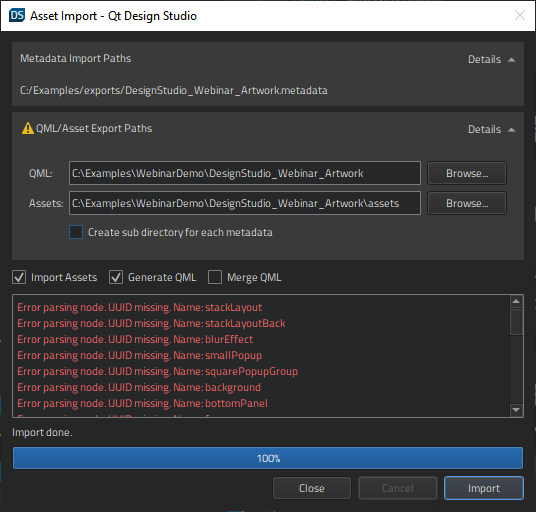 DS Asset Import - Qt Design Studio
Metadata Import Paths Details
C:/Examples/exports/DesignStudio_Webinar_Artwork.metadata
QML/Asset Export Paths Details
QML: C:\Examples\WebinarDemo\DesignStudio_Webinar_Artwork Browse...
Assets: C:\Examples\WebinarDemo\DesignStudio_Webinar_Artwork\assets Browse...
Create sub directory for each metadata
Import Assets Generate QML Merge QML
Error parsing node. UUID missing. Name: stackLayout
Error parsing node. UUID missing. Name: stackLayoutBack
Error parsing node. UUID missing. Name: blurEffect
Error parsing node. UUID missing. Name: smallPopup
Error parsing node. UUID missing. Name: squarePopupGroup
Error parsing node. UUID missing. Name: background
Error parsing node. UUID missing. Name: bottomPanel
Import done.
100%
Close Cancel Import